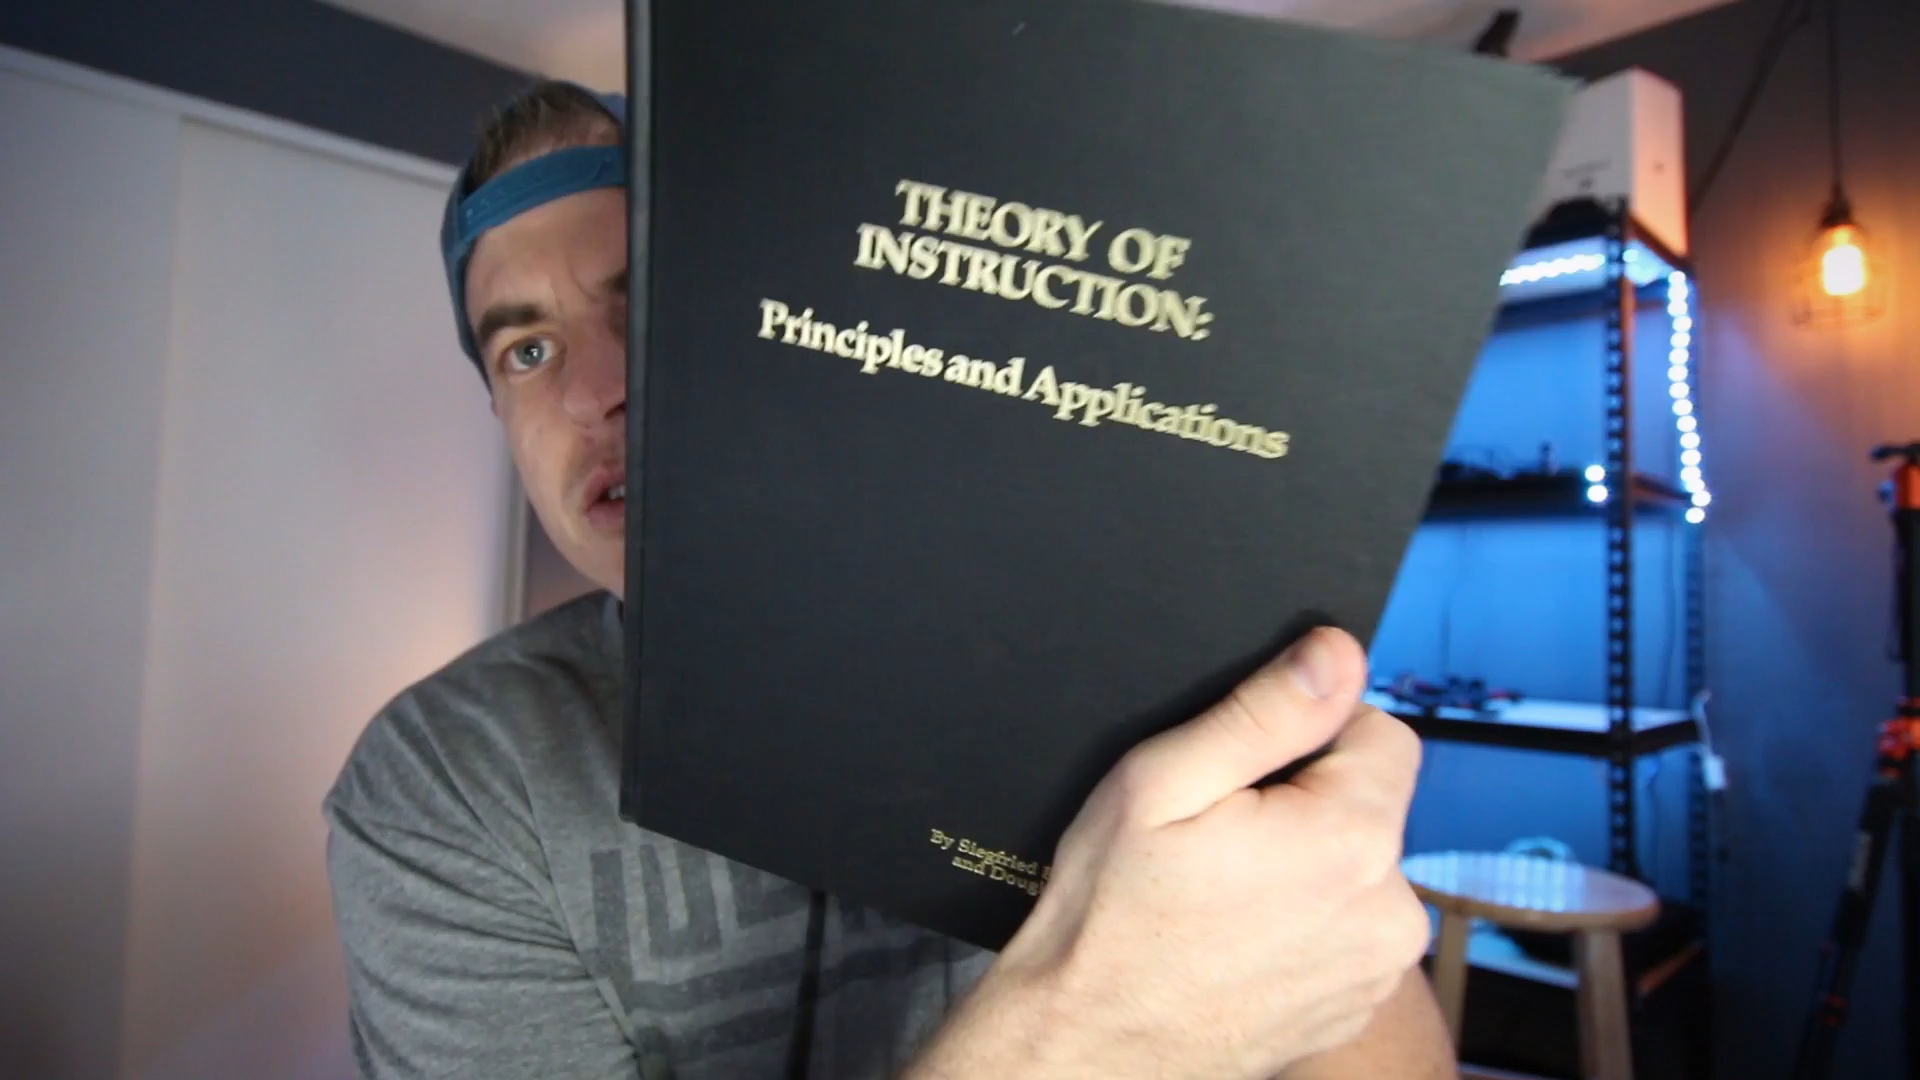 THEORY OF
INSTRUCTION:
Principles and Applications
By Siegfried
and